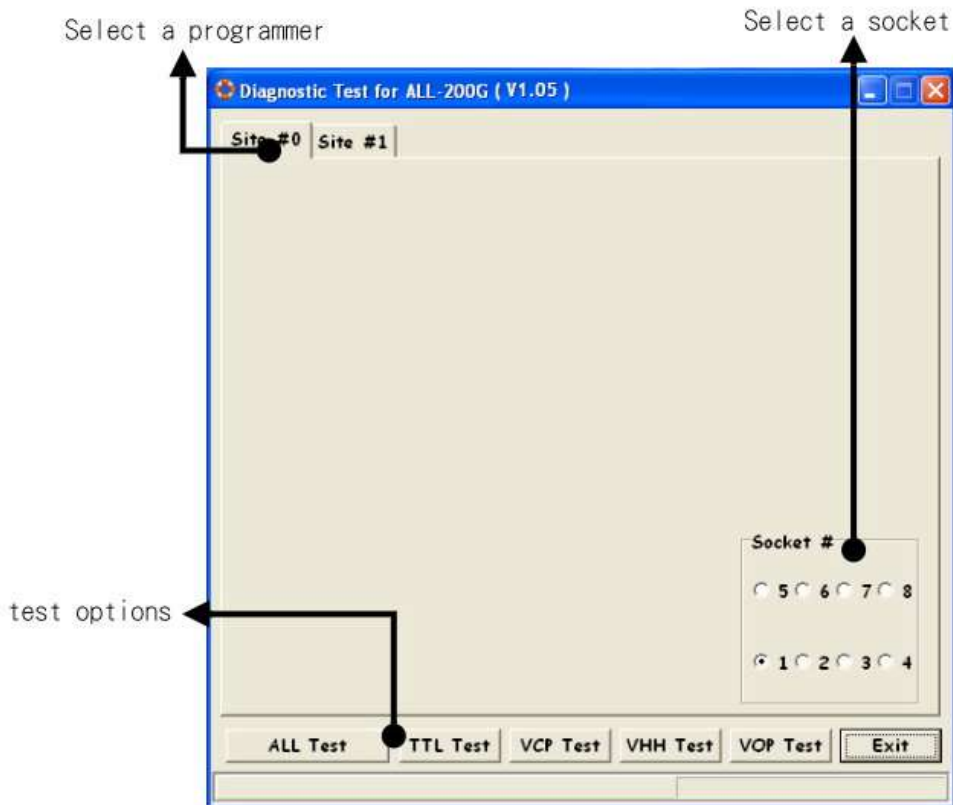 Select a programmer
Select a socket
Diagnostic Test for ALL-200G ( V1.05 )
Site #0 Site #1
Socket #
5 6 7 8
test options
1 2 3 4
ALL Test TTL Test VCP Test VHH Test VOP Test Exit